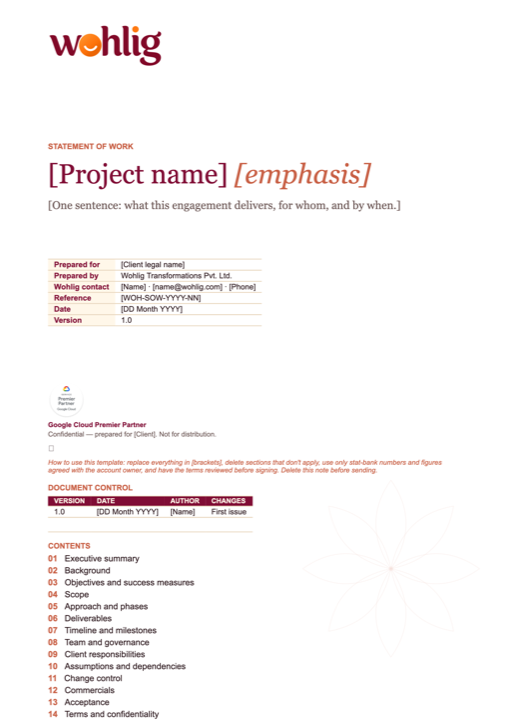 wohlig
STATEMENT OF WORK
[Project name] [emphasis]
[One sentence: what this engagement delivers, for whom, and by when.]
Prepared for [Client legal name]
Prepared by Wohlig Transformations Pvt. Ltd.
Wohlig contact [Name] · [name@wohlig.com] · [Phone]
Reference [WOH-SOW-YYYY-NN]
Date [DD Month YYYY]
Version 1.0
Premier
Partner
Google Cloud
Google Cloud Premier Partner
Confidential — prepared for [Client]. Not for distribution.
How to use this template: replace everything in [brackets], delete sections that don't apply, use only stat-bank numbers and figures
agreed with the account owner, and have the terms reviewed before signing. Delete this note before sending.
DOCUMENT CONTROL
VERSION DATE AUTHOR CHANGES
1.0 [DD Month YYYY] [Name] First issue
CONTENTS
01 Executive summary
02 Background
03 Objectives and success measures
04 Scope
05 Approach and phases
06 Deliverables
07 Timeline and milestones
08 Team and governance
09 Client responsibilities
10 Assumptions and dependencies
11 Change control
12 Commercials
13 Acceptance
14 Terms and confidentiality